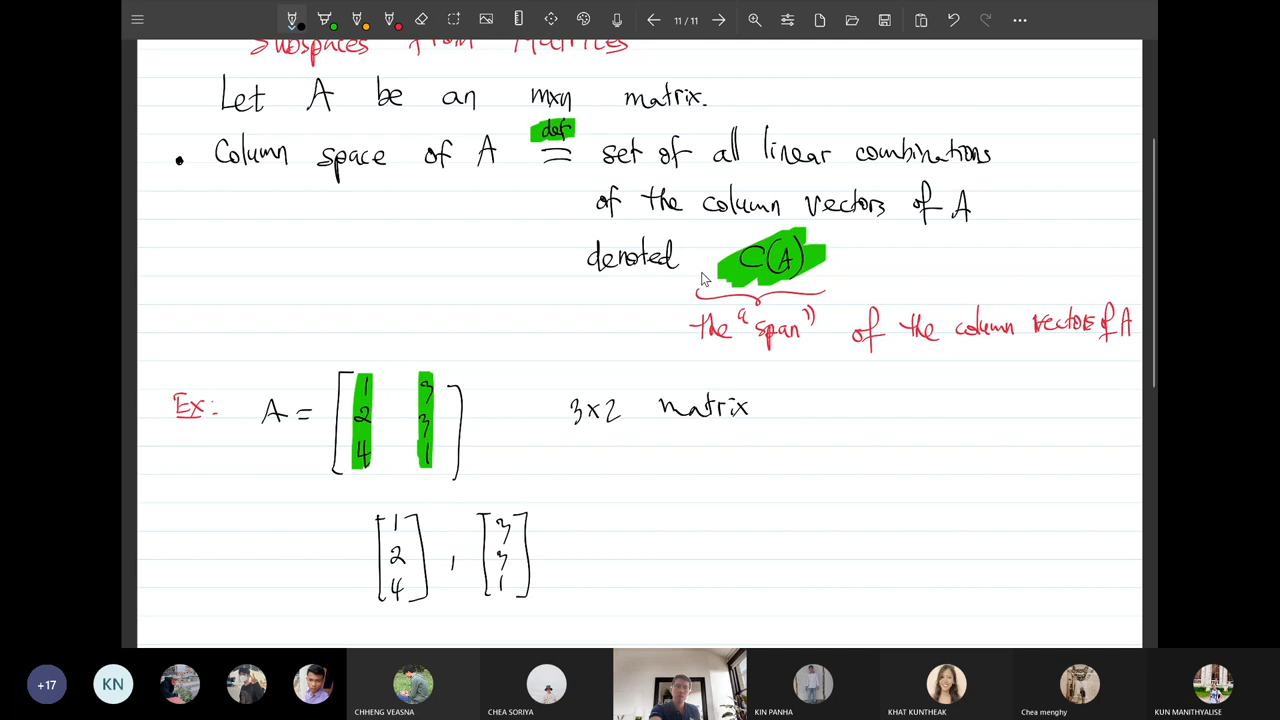 11 / 11
Subspaces from Matrices
Let A be an mxn matrix.
def
• Column space of A = set of all linear combinations
of the column vectors of A
denoted C(A)
the "span" of the column vectors of A
Ex: A = [1 3
2 3
4 1] 3x2 matrix
[1
2
4] , [3
3
1]
+17 KN CHHENG VEASNA CHEA SORIYA KIN PANHA KHAT KUNTHEAK Chea menghy KUN MANITHYALISE